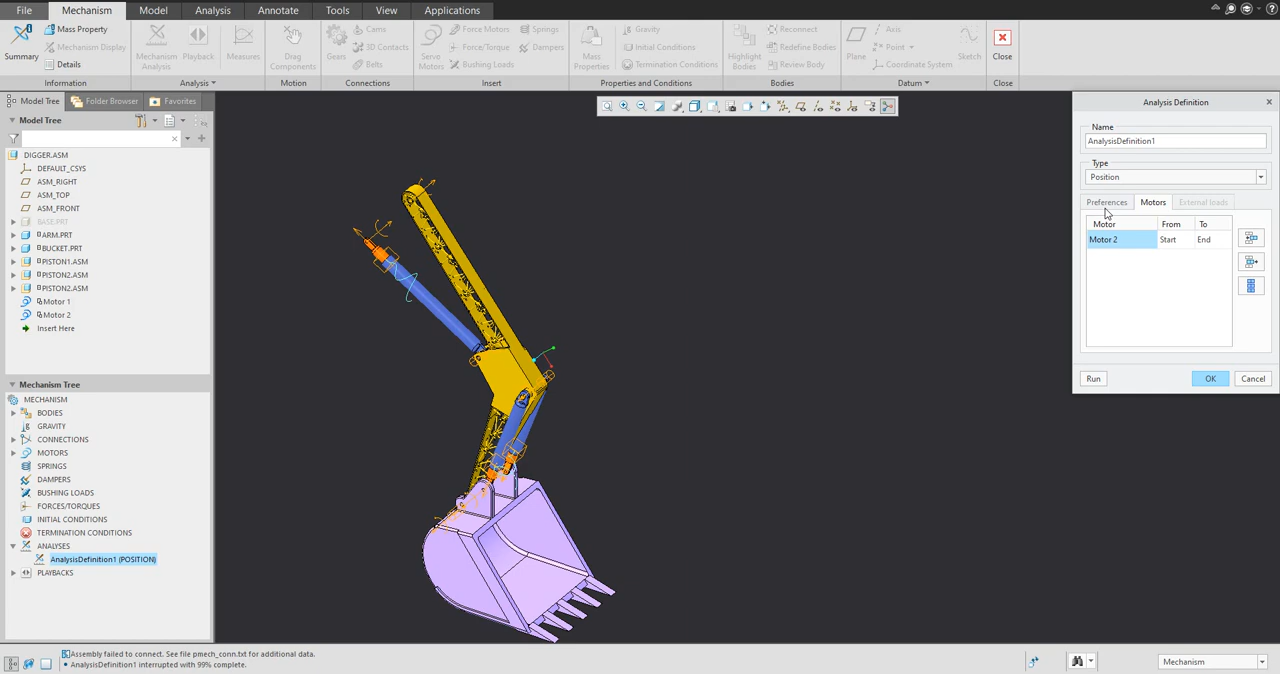 File Mechanism Model Analysis Annotate Tools View Applications
Summary
Mass Property
Mechanism Display
Details
Information
Mechanism Analysis
Playback
Measures
Analysis
Drag Components
Motion
Gears
Cams
3D Contacts
Belts
Connections
Servo Motors
Force Motors
Force/Torque
Bushing Loads
Springs
Dampers
Insert
Mass Properties
Gravity
Initial Conditions
Termination Conditions
Properties and Conditions
Highlight Bodies
Reconnect
Redefine Bodies
Review Body
Bodies
Plane
Axis
Point
Coordinate System
Sketch
Datum
Close
Close
Model Tree Folder Browser Favorites
Model Tree
DIGGER.ASM
DEFAULT_CSYS
ASM_RIGHT
ASM_TOP
ASM_FRONT
BASE.PRT
ARM.PRT
BUCKET.PRT
PISTON1.ASM
PISTON2.ASM
PISTON2.ASM
Motor 1
Motor 2
Insert Here
Mechanism Tree
MECHANISM
BODIES
GRAVITY
CONNECTIONS
MOTORS
SPRINGS
DAMPERS
BUSHING LOADS
FORCES/TORQUES
INITIAL CONDITIONS
TERMINATION CONDITIONS
ANALYSES
AnalysisDefinition1 (POSITION)
PLAYBACKS
Analysis Definition
Name
AnalysisDefinition1
Type
Position
Preferences Motors External loads
Motor From To
Motor 2 Start End
Run OK Cancel
Assembly failed to connect. See file pmech_conn.txt for additional data.
• AnalysisDefinition1 interrupted with 99% complete.
Mechanism